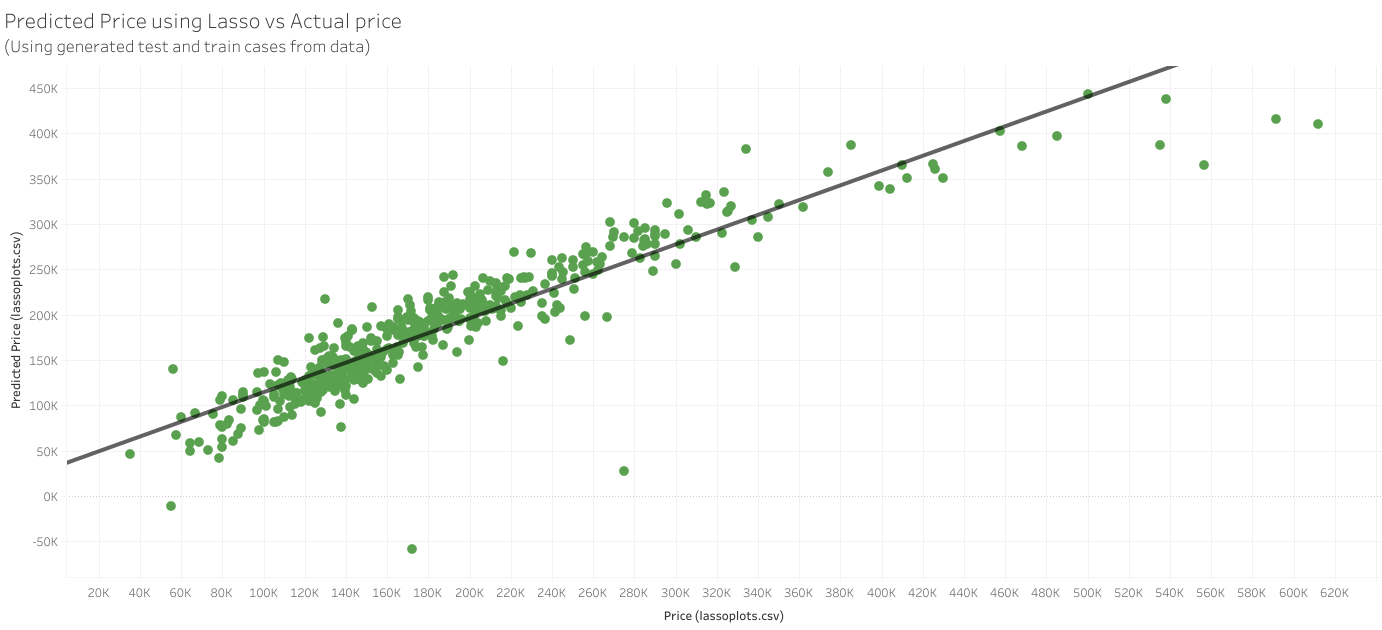 Predicted Price using Lasso vs Actual price
(Using generated test and train cases from data)
450K
400K
350K
300K
250K
200K
150K
100K
50K
0K
-50K
Predicted Price (lassoplots.csv)
20K 40K 60K 80K 100K 120K 140K 160K 180K 200K 220K 240K 260K 280K 300K 320K 340K 360K 380K 400K 420K 440K 460K 480K 500K 520K 540K 560K 580K 600K 620K
Price (lassoplots.csv)